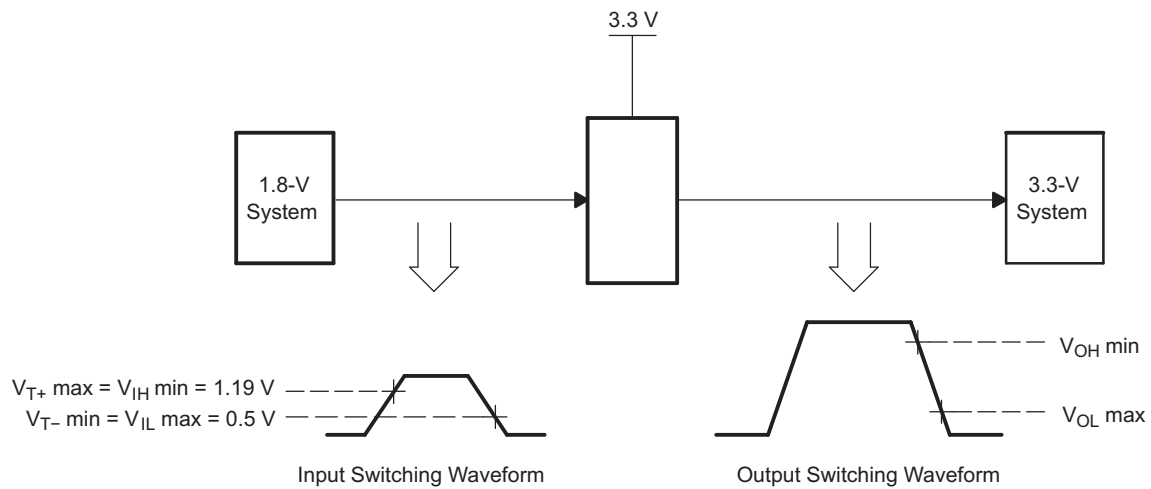 3.3 V
1.8-V
System
3.3-V
System
VT+ max = VIH min = 1.19 V
VT− min = VIL max = 0.5 V
VOH min
VOL max
Input Switching Waveform
Output Switching Waveform